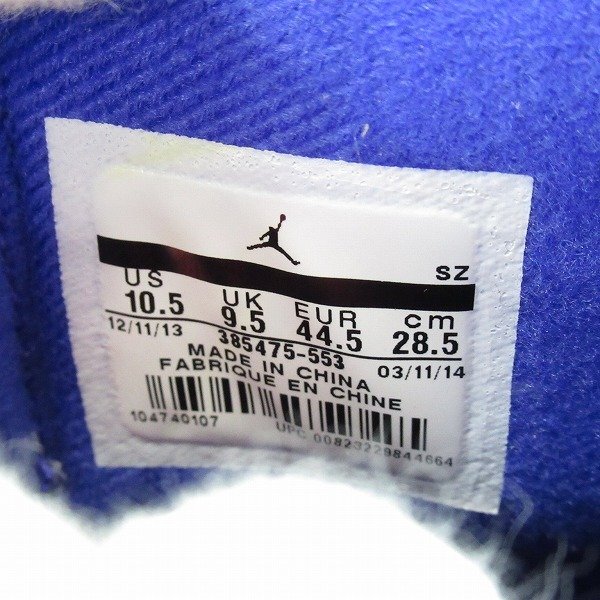 SZ
US UK EUR cm
10.5 9.5 44.5 28.5
12/11/13 385475-553 03/11/14
MADE IN CHINA
FABRIQUE EN CHINE
104740107 UPC 00823229844664